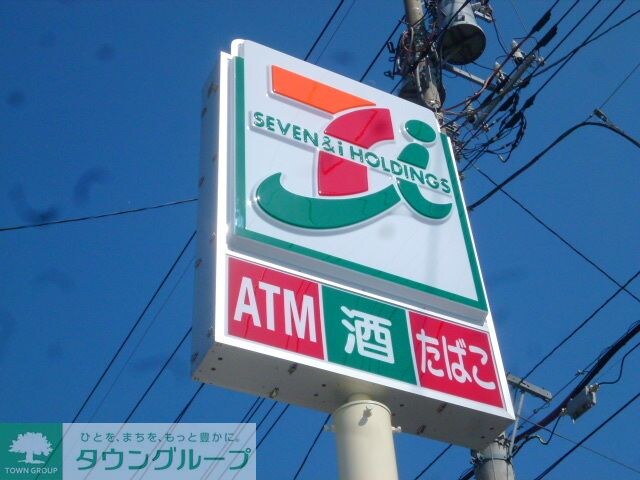 SEVEN & i HOLDINGS
ATM 酒 たばこ
ひとを、まちを、もっと豊かに。
TOWN GROUP タウングループ